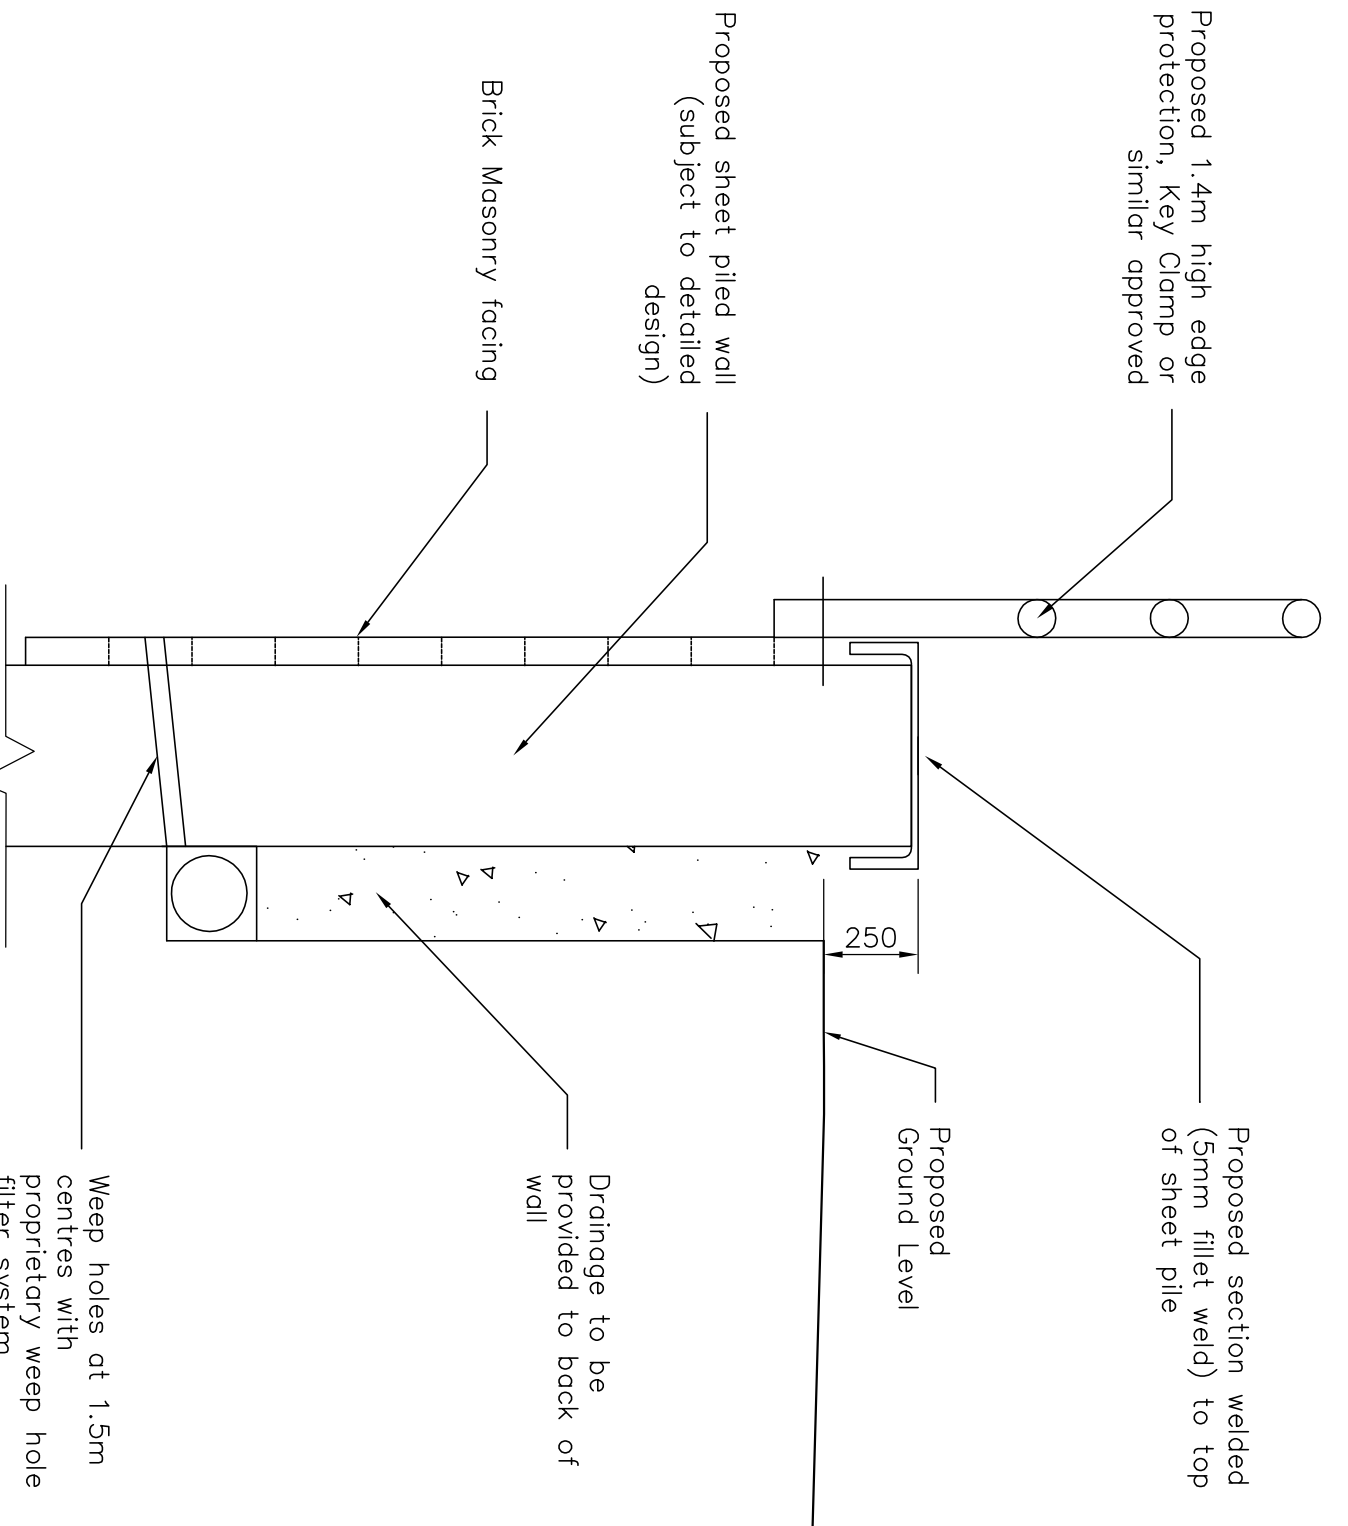 Proposed 1.4m high edge
protection, Key Clamp or
similar approved
Proposed sheet piled wall
(subject to detailed
design)
Brick Masonry facing
Proposed section welded
(5mm fillet weld) to top
of sheet pile
250
Proposed
Ground Level
Drainage to be
provided to back of
wall
Weep holes at 1.5m
centres with
proprietary weep hole
filter system